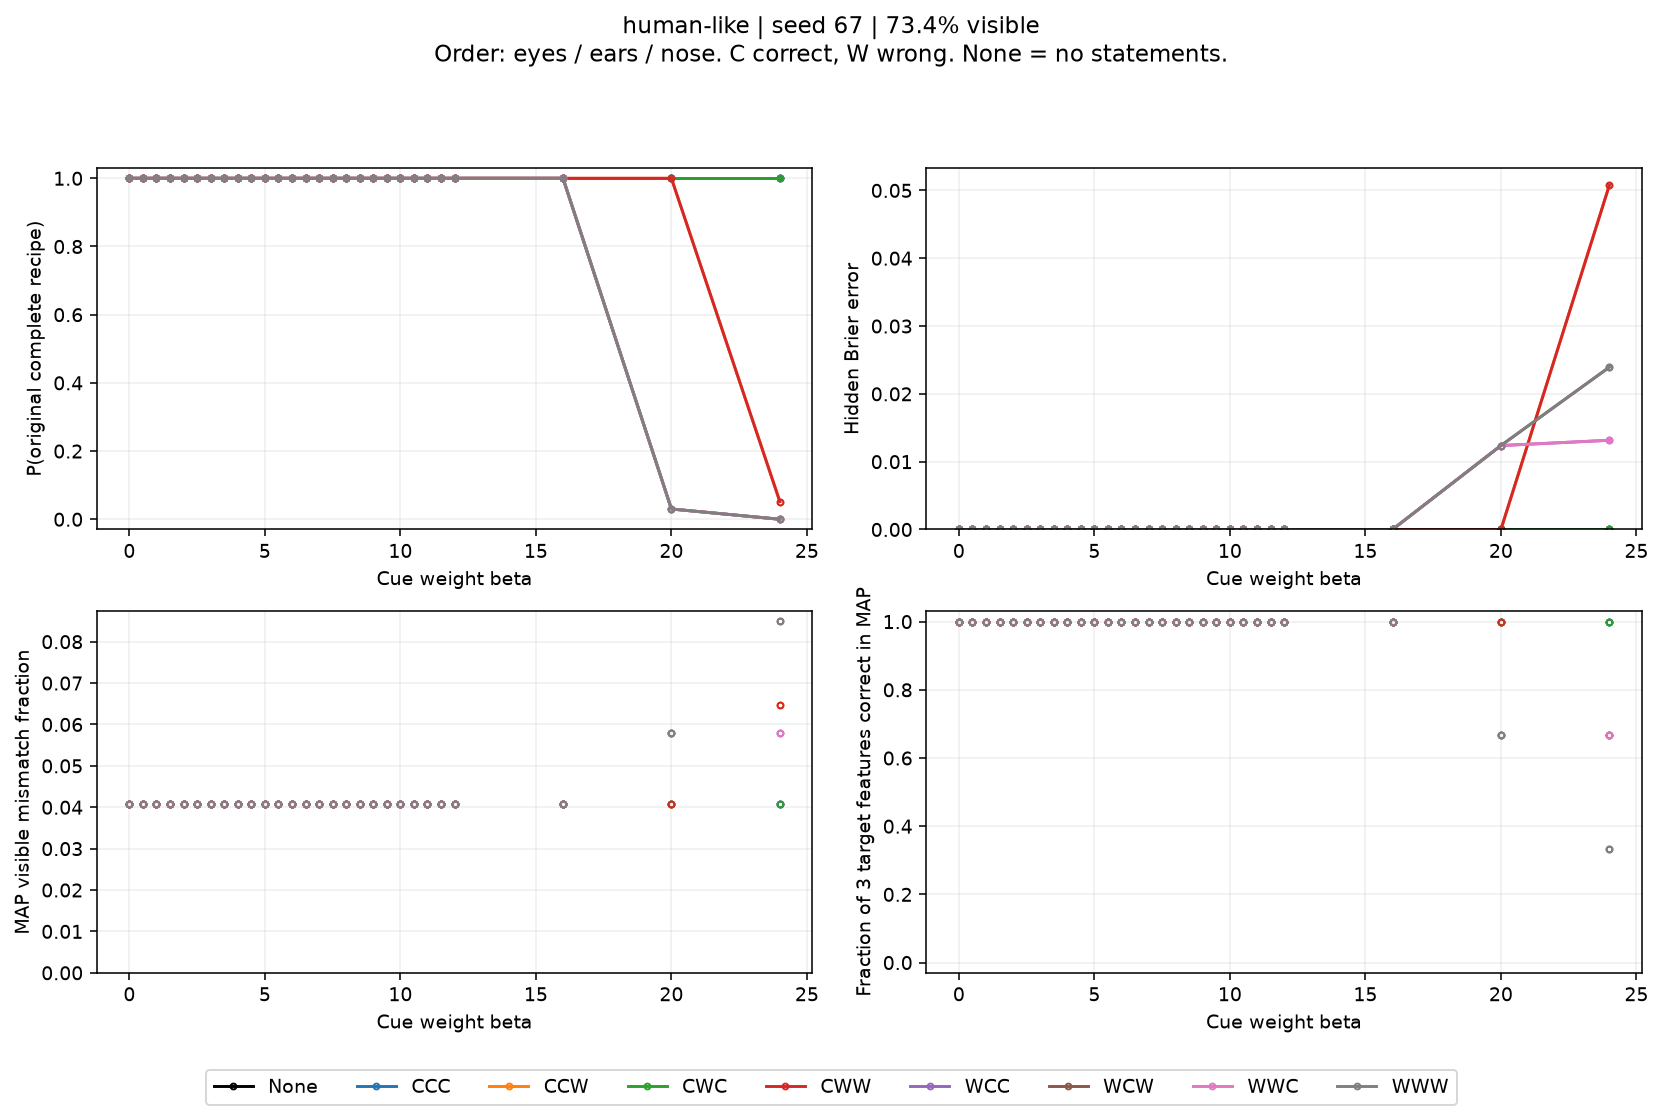 human-like | seed 67 | 73.4% visible
Order: eyes / ears / nose. C correct, W wrong. None = no statements.
P(original complete recipe)
1.0
0.8
0.6
0.4
0.2
0.0
0 5 10 15 20 25
Cue weight beta
Hidden Brier error
0.05
0.04
0.03
0.02
0.01
0.00
0 5 10 15 20 25
Cue weight beta
MAP visible mismatch fraction
0.08
0.07
0.06
0.05
0.04
0.03
0.02
0.01
0.00
0 5 10 15 20 25
Cue weight beta
Fraction of 3 target features correct in MAP
1.0
0.8
0.6
0.4
0.2
0.0
0 5 10 15 20 25
Cue weight beta
None CCC CCW CWC CWW WCC WCW WWC WWW